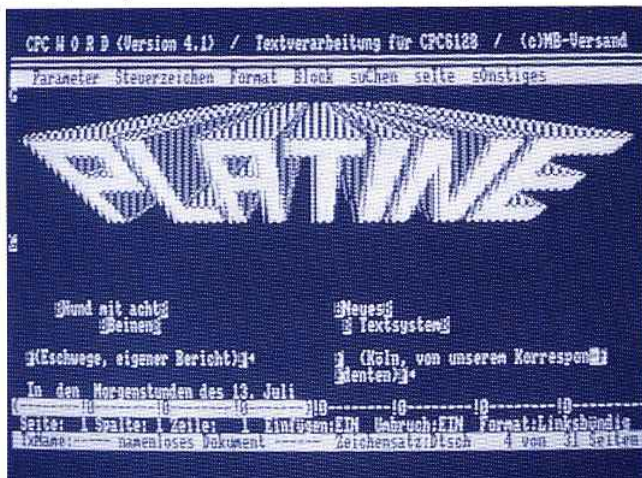 CPC W O R D (Version 4.1) / Textverarbeitung für CPC6128 / (c)MB-Versand
Parameter Steuerzeichen Format Block suChen seIte sOnstiges
PLATINE
Hund mit acht
Beinen
Neues
Textsystem
(Eschwege, eigener Bericht)
(Köln, von unserem Korrespon
denten)
In den Morgenstunden des 13. Juli
Seite: 1 Spalte: 1 Zeile: 1 Einfügen:EIN Umbruch:EIN Format:Linksbündig
TxName:---- namenloses Dokument ----- Zeichensatz:Dtsch 4 von 31 Seiten